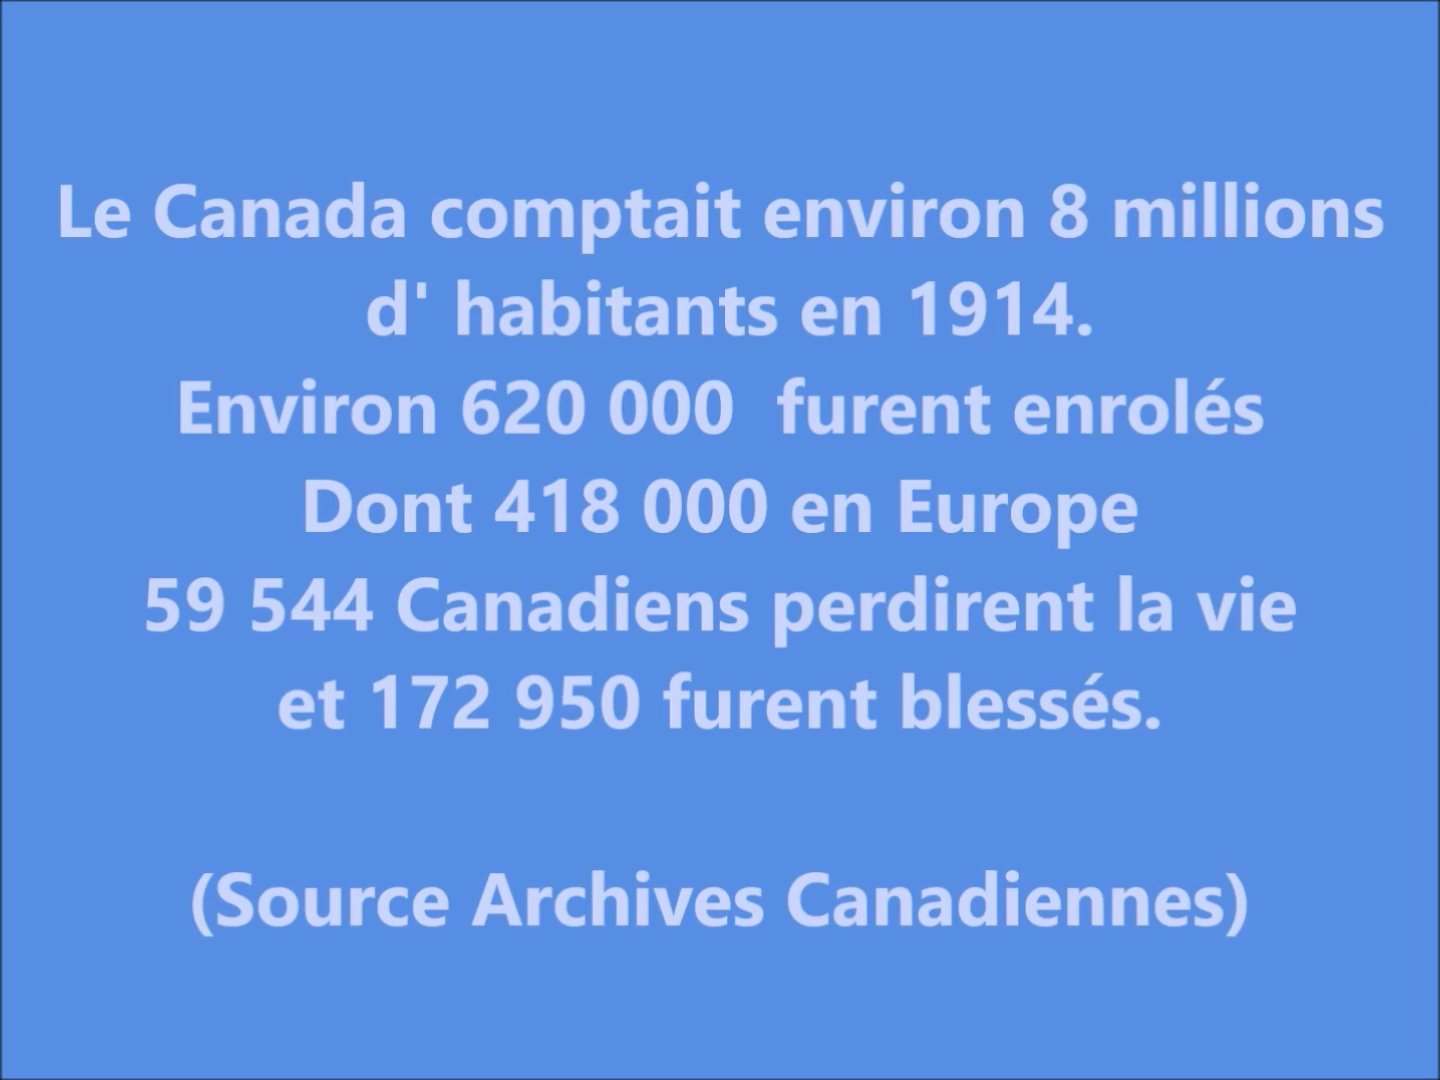 Le Canada comptait environ 8 millions
d' habitants en 1914.
Environ 620 000  furent enrolés
Dont 418 000 en Europe
59 544 Canadiens perdirent la vie
et 172 950 furent blessés.
(Source Archives Canadiennes)